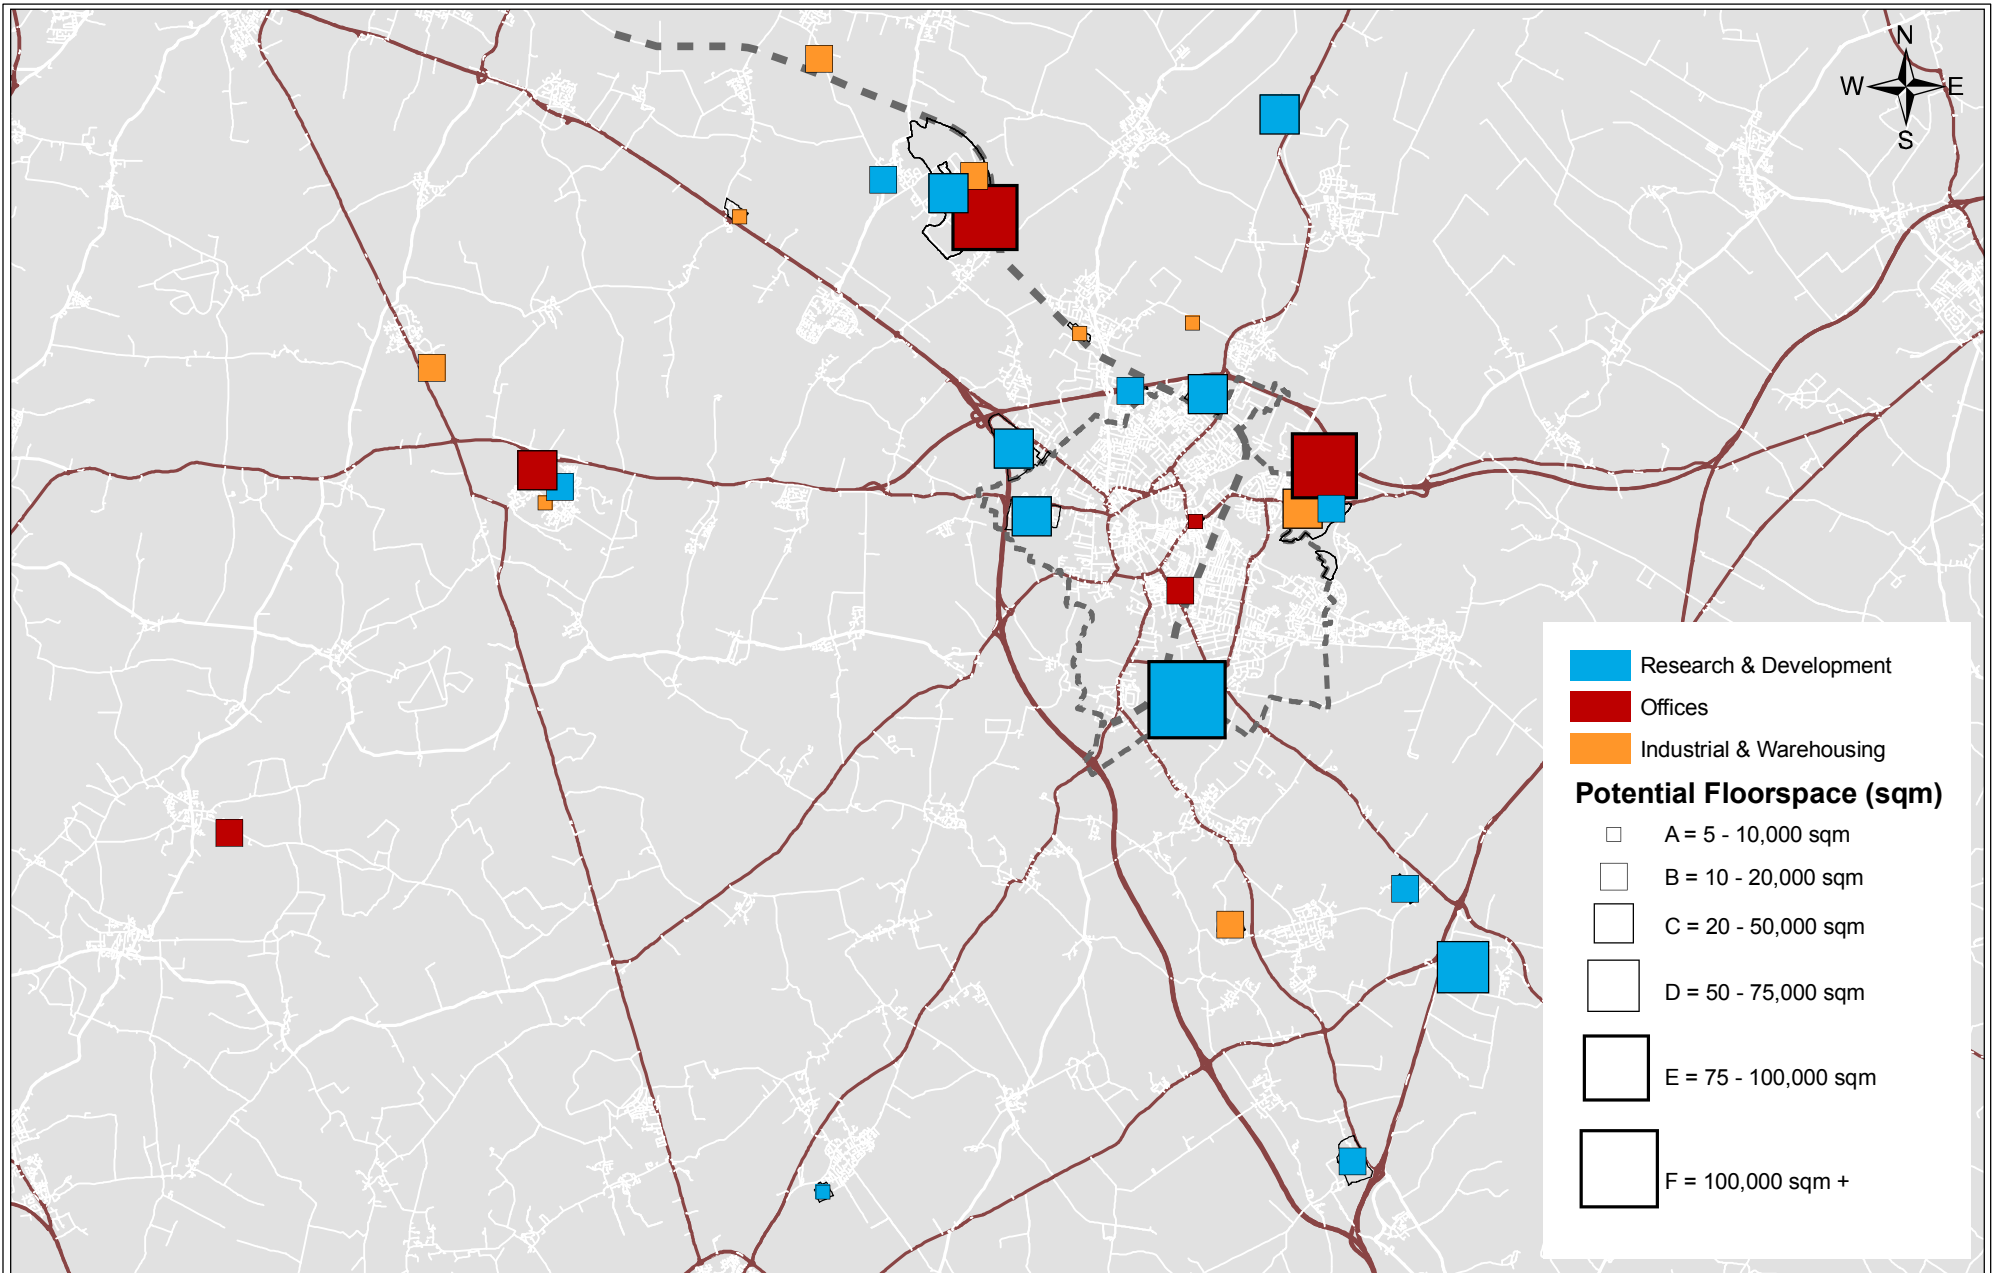 N
W E
S
Research & Development
Offices
Industrial & Warehousing
Potential Floorspace (sqm)
A = 5 - 10,000 sqm
B = 10 - 20,000 sqm
C = 20 - 50,000 sqm
D = 50 - 75,000 sqm
E = 75 - 100,000 sqm
F = 100,000 sqm +